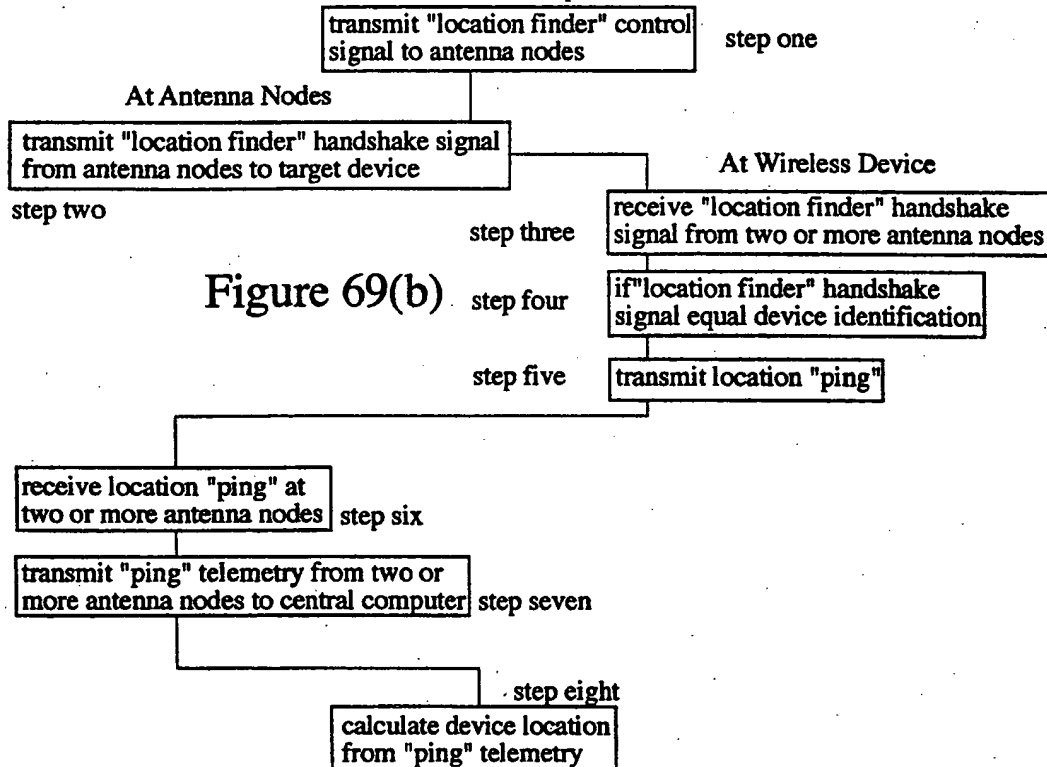 transmit "location finder" control
signal to antenna nodes
step one
At Antenna Nodes
transmit "location finder" handshake signal
from antenna nodes to target device
step two
At Wireless Device
receive "location finder" handshake
signal from two or more antenna nodes
step three
Figure 69(b)
step four
if"location finder" handshake
signal equal device identification
step five
transmit location "ping"
receive location "ping" at
two or more antenna nodes
step six
transmit "ping" telemetry from two or
more antenna nodes to central computer
step seven
step eight
calculate device location
from "ping" telemetry